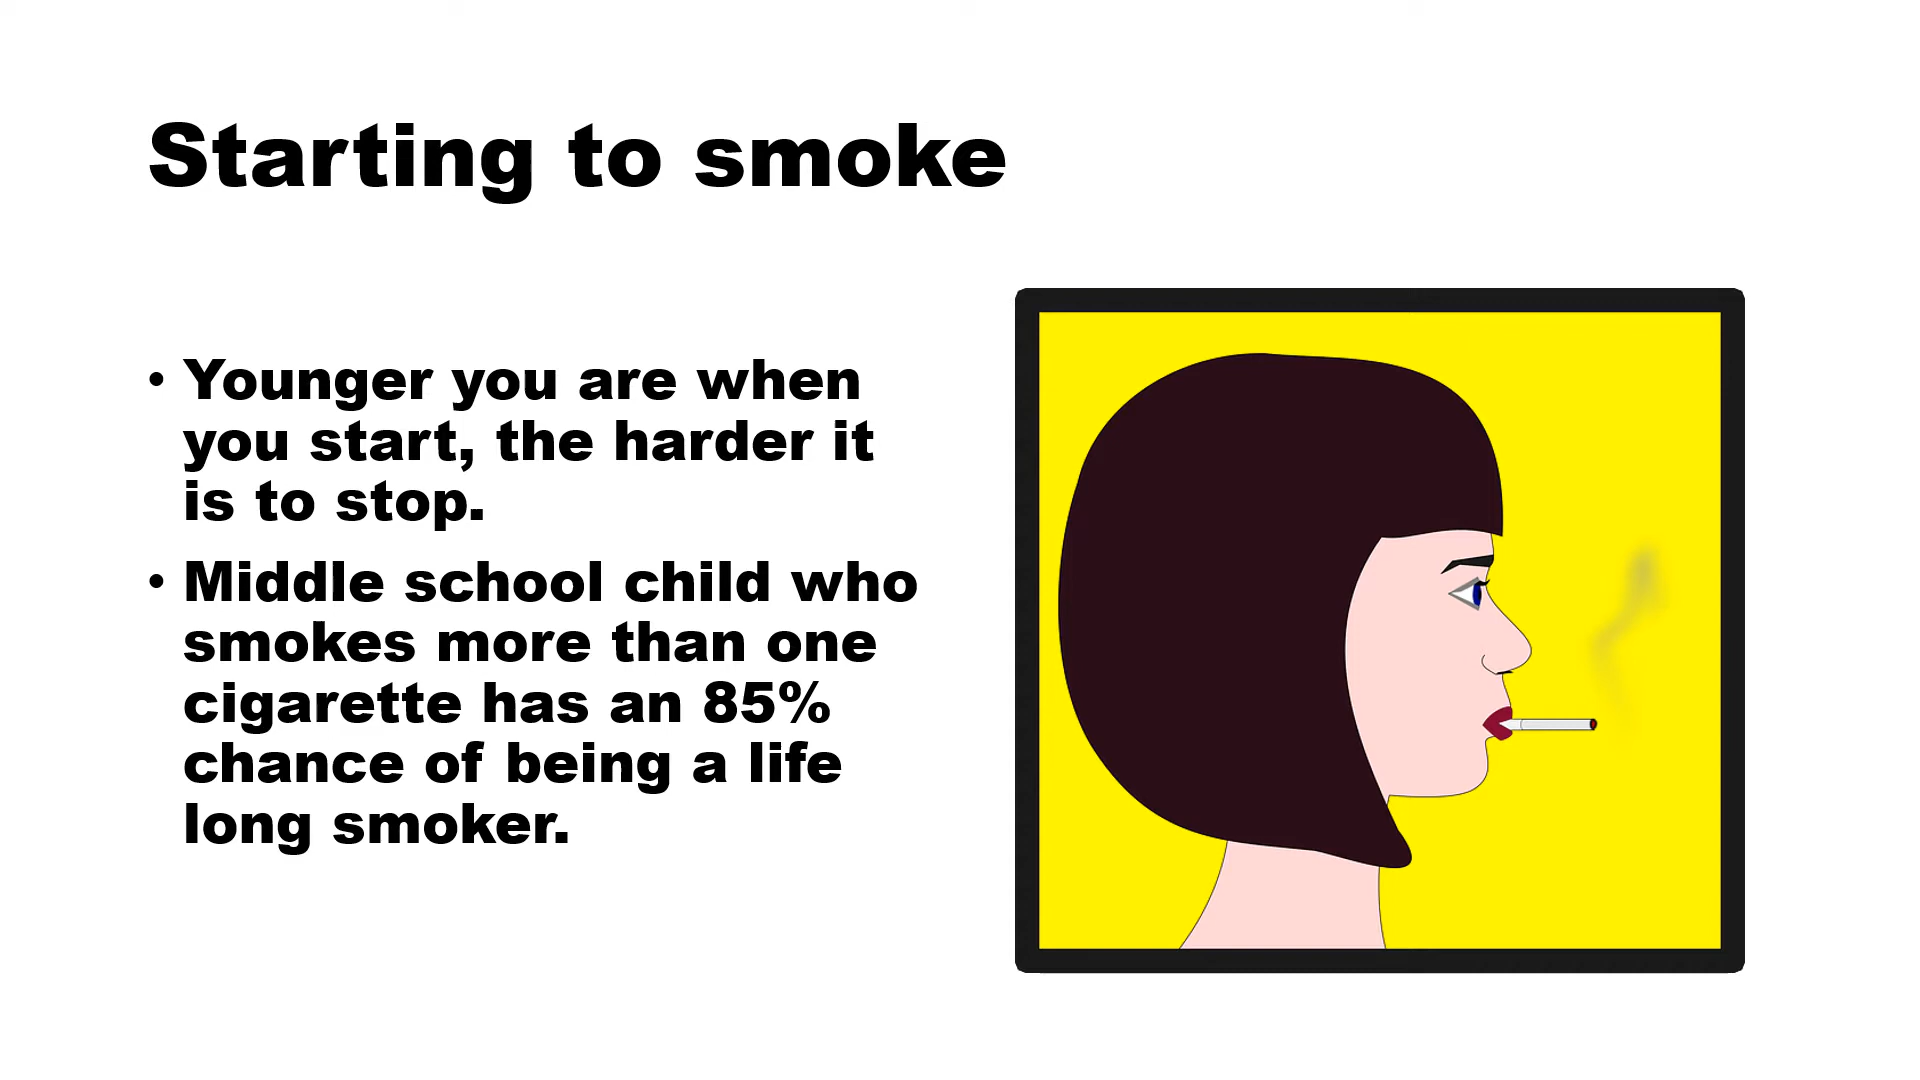 Starting to smoke
• Younger you are when
you start, the harder it
is to stop.
• Middle school child who
smokes more than one
cigarette has an 85%
chance of being a life
long smoker.